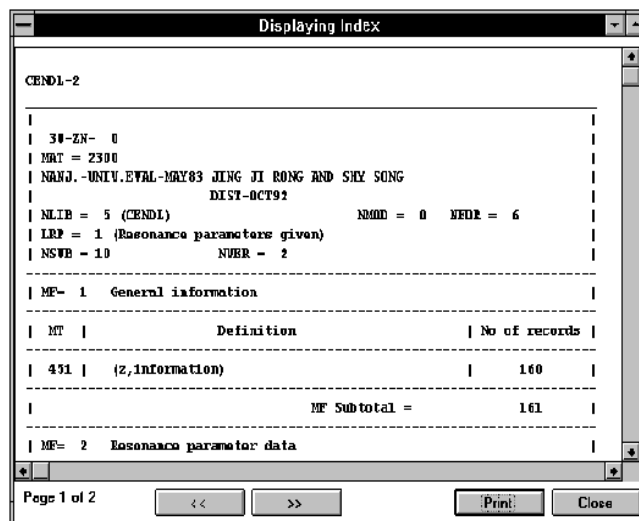 Displaying Index
CENDL-2
30-ZN- 0
MAT = 2300
NANJ.-UNIV.EVAL-MAY83 JING JI RONG AND SHY SONG
DIST-OCT92
NLIB = 5 (CENDL) NMOD = 0 NFOR = 6
LRP = 1 (Resonance parameters given)
NSUB = 10 NVER = 2
MF= 1 General information
MT | Definition | No of records
451 | (z,information) | 160
MF Subtotal = 161
MF= 2 Resonance parameter data
Page 1 of 2 << >> Print Close